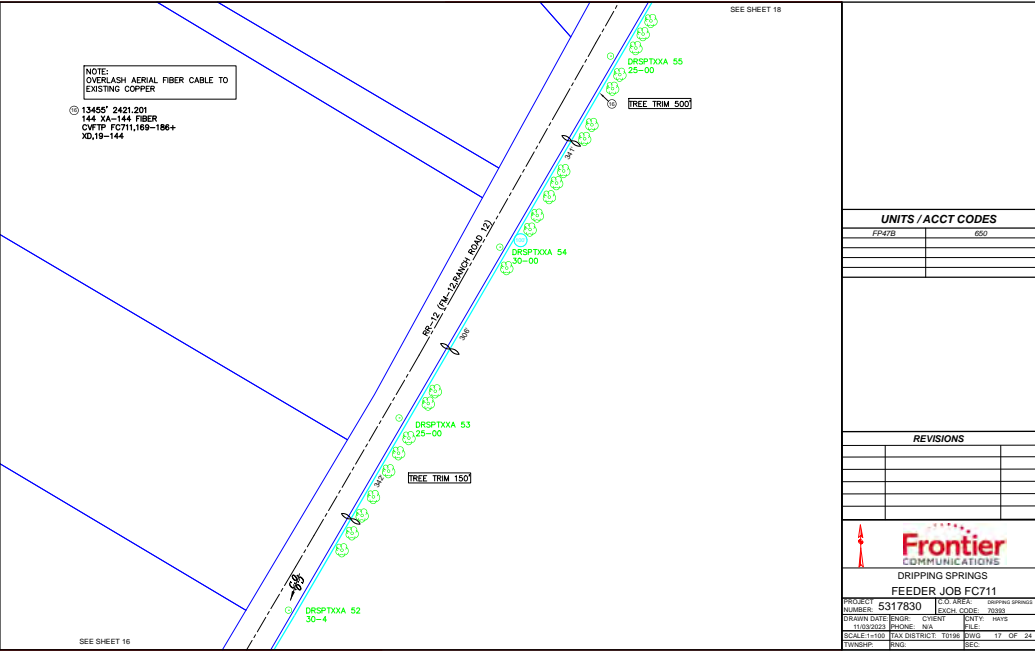 SEE SHEET 18
NOTE:
OVERLASH AERIAL FIBER CABLE TO
EXISTING COPPER
16 13455' 2421.201
144 XA-144 FIBER
CVFTP FC711,169-186+
XD,19-144
DRSPTXXA 55
25-00
16
TREE TRIM 500'
341'
RR-12 (FM-12,RANCH ROAD 12)
DRSPTXXA 54
30-00
306'
DRSPTXXA 53
25-00
342'
TREE TRIM 150'
DRSPTXXA 52
30-4
SEE SHEET 16
UNITS / ACCT CODES
FP47B 650
REVISIONS
Frontier
COMMUNICATIONS
DRIPPING SPRINGS
FEEDER JOB FC711
PROJECT NUMBER: 5317830 C.O. AREA: DRIPPING SPRINGS
EXCH. CODE: 70393
DRAWN DATE: ENGR: CYIENT CNTY: HAYS
11/03/2023 PHONE: N/A FILE:
SCALE:1=100 TAX DISTRICT: T0196 DWG 17 OF 24
TWNSHP: RNG: SEC: